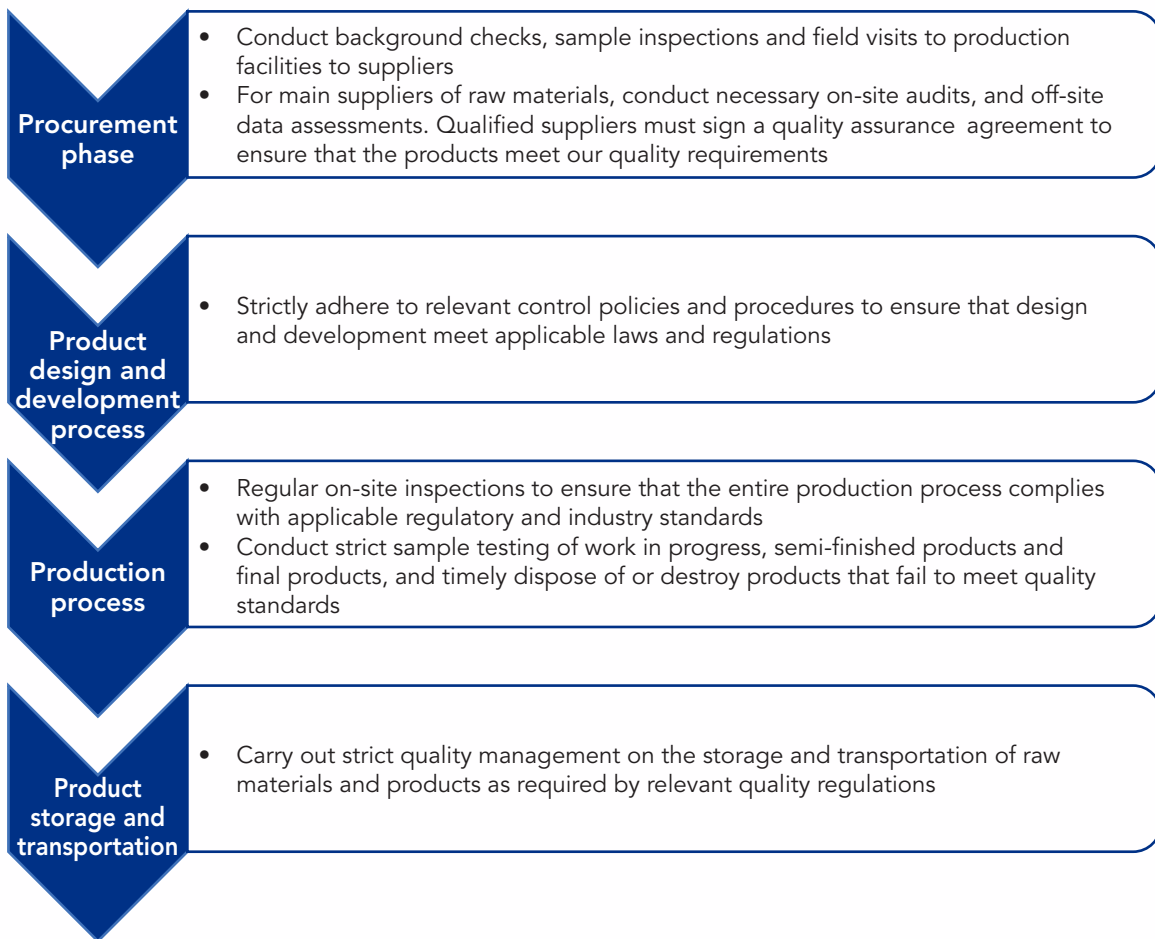 Procurement
phase
• Conduct background checks, sample inspections and field visits to production
facilities to suppliers
• For main suppliers of raw materials, conduct necessary on-site audits, and off-site
data assessments. Qualified suppliers must sign a quality assurance agreement to
ensure that the products meet our quality requirements
Product
design and
development
process
• Strictly adhere to relevant control policies and procedures to ensure that design
and development meet applicable laws and regulations
Production
process
• Regular on-site inspections to ensure that the entire production process complies
with applicable regulatory and industry standards
• Conduct strict sample testing of work in progress, semi-finished products and
final products, and timely dispose of or destroy products that fail to meet quality
standards
Product
storage and
transportation
• Carry out strict quality management on the storage and transportation of raw
materials and products as required by relevant quality regulations